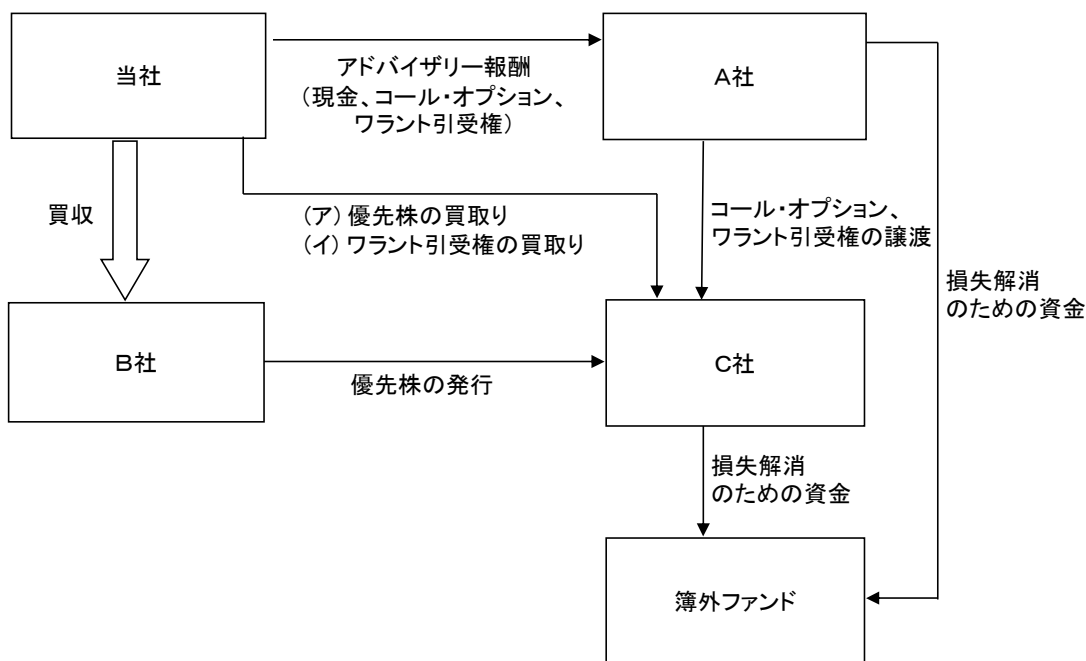 当社
アドバイザリー報酬
（現金、コール・オプション、
ワラント引受権）
A社
買収
（ア）優先株の買取り
（イ）ワラント引受権の買取り
コール・オプション、
ワラント引受権の譲渡
損失解消
のための資金
B社
優先株の発行
C社
損失解消
のための資金
簿外ファンド